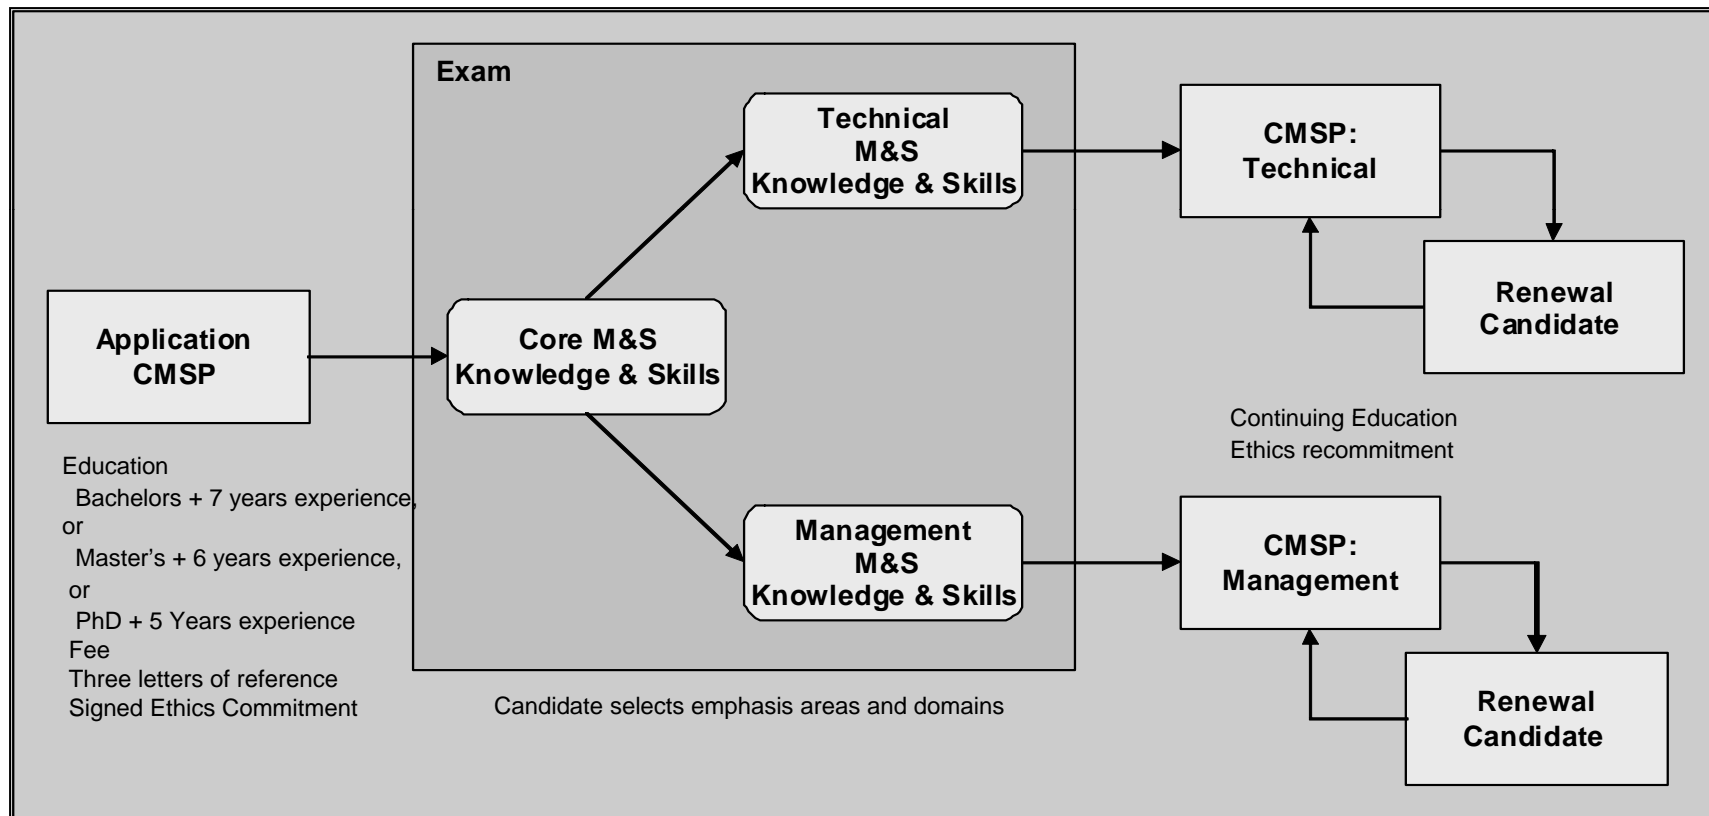 Exam
Technical
M&S
Knowledge & Skills
CMSP:
Technical
Renewal
Candidate
Application
CMSP
Core M&S
Knowledge & Skills
Continuing Education
Ethics recommitment
Education
Bachelors + 7 years experience,
or
Master’s + 6 years experience,
or
PhD + 5 Years experience
Fee
Three letters of reference
Signed Ethics Commitment
Management
M&S
Knowledge & Skills
CMSP:
Management
Renewal
Candidate
Candidate selects emphasis areas and domains